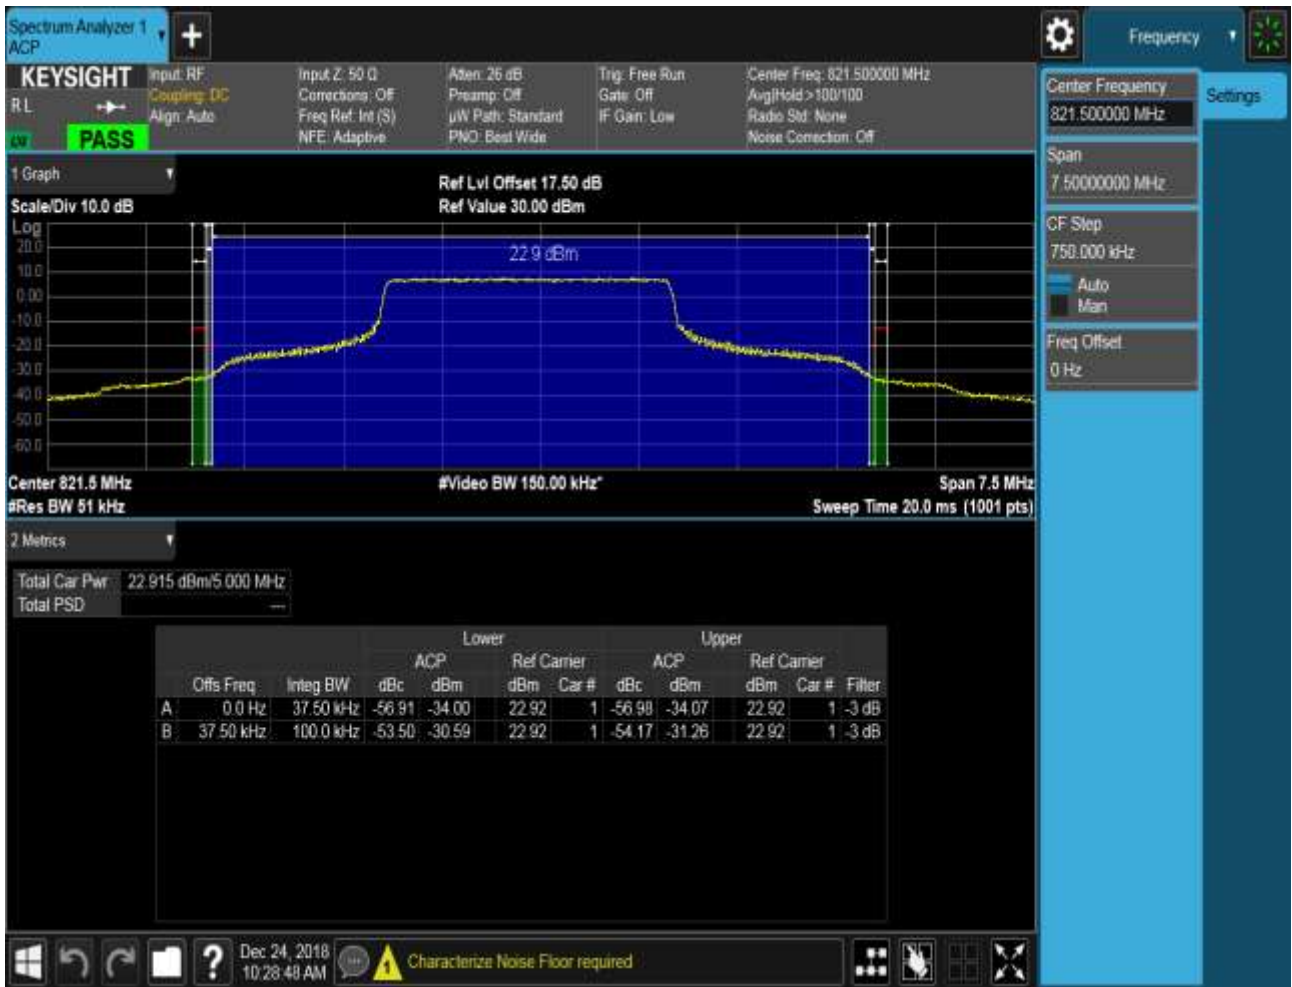 Spectrum Analyzer 1
ACP
Frequency
KEYSIGHT
R L
PASS
Input: RF
Coupling: DC
Align: Auto
Input Z: 50 Ω
Corrections: Off
Freq Ref: Int (S)
NFE: Adaptive
Atten: 26 dB
Preamp: Off
µW Path: Standard
PNO: Best Wide
Trig: Free Run
Gate: Off
IF Gain: Low
Center Freq: 821.500000 MHz
Avg|Hold:>100/100
Radio Std: None
Noise Correction: Off
Center Frequency
821.500000 MHz
Settings
Span
7.50000000 MHz
CF Step
750.000 kHz
Auto
Man
Freq Offset
0 Hz
1 Graph
Scale/Div 10.0 dB
Ref Lvl Offset 17.50 dB
Ref Value 30.00 dBm
Log
20.0
10.0
0.00
-10.0
-20.0
-30.0
-40.0
-50.0
-60.0
22.9 dBm
Center 821.5 MHz
#Video BW 150.00 kHz*
Span 7.5 MHz
#Res BW 51 kHz
Sweep Time 20.0 ms (1001 pts)
2 Metrics
Total Car Pwr 22.915 dBm/5.000 MHz
Total PSD ---
Lower Upper
ACP Ref Carrier ACP Ref Carrier
Offs Freq Integ BW dBc dBm dBm Car # dBc dBm dBm Car # Filter
A 0.0 Hz 37.50 kHz -56.91 -34.00 22.92 1 -56.98 -34.07 22.92 1 -3 dB
B 37.50 kHz 100.0 kHz -53.50 -30.59 22.92 1 -54.17 -31.26 22.92 1 -3 dB
?
Dec 24, 2018
10:28:48 AM
1
Characterize Noise Floor required